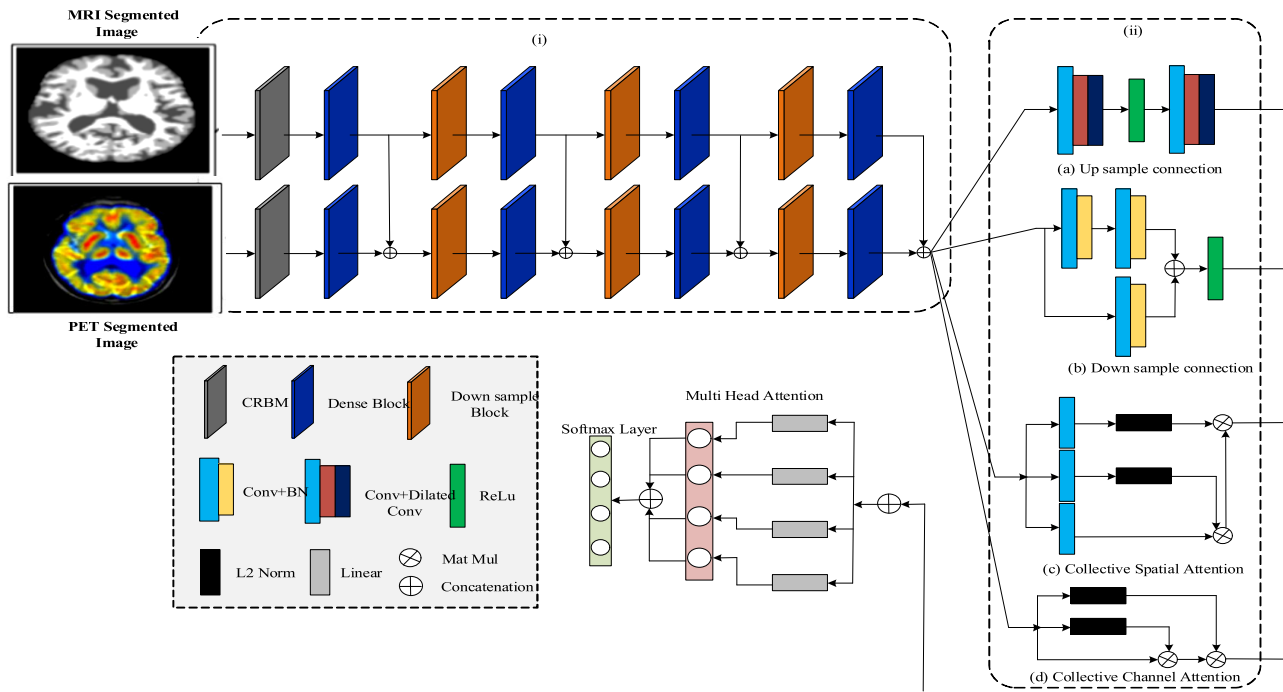 MRI Segmented
Image
(i)
(ii)
(a) Up sample connection
PET Segmented
Image
(b) Down sample connection
CRBM
Dense Block
Down sample
Block
Multi Head Attention
Softmax Layer
Conv+BN
Conv+Dilated
Conv
ReLu
L2 Norm
Linear
Mat Mul
Concatenation
(c) Collective Spatial Attention
(d) Collective Channel Attention